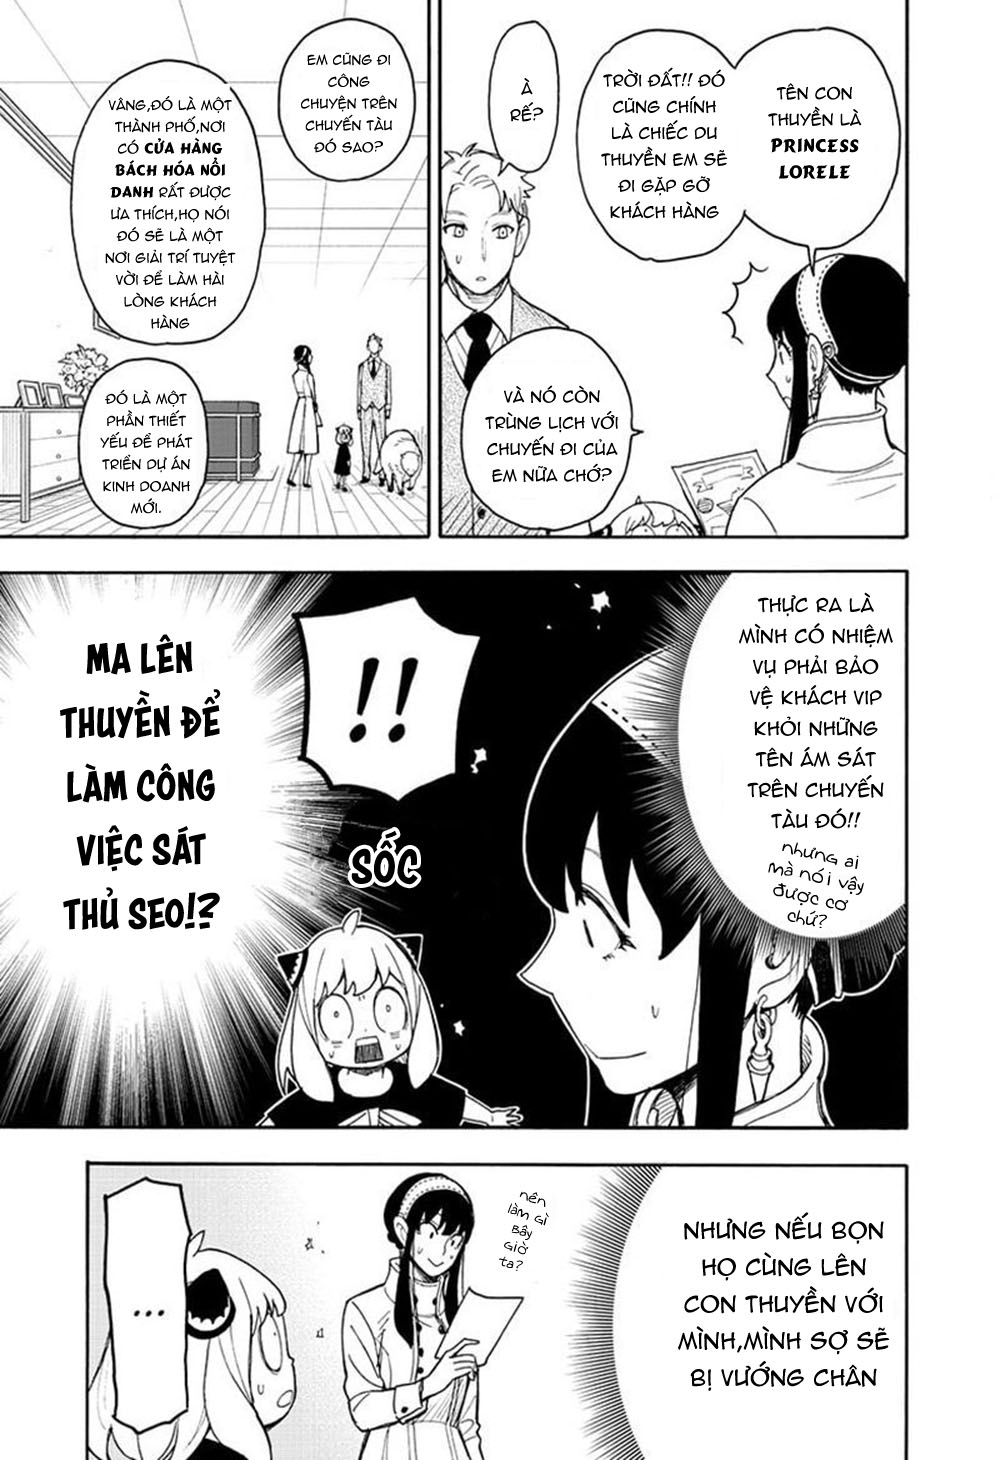 TÊN CON
THUYỀN LÀ
PRINCESS
LORELE
TRỜI ĐẤT!! ĐÓ
CŨNG CHÍNH
LÀ CHIẾC DU
THUYỀN EM SẼ
ĐI GẶP GỠ
KHÁCH HÀNG
À
RẾ?
VÀ NÓ CÒN
TRÙNG LỊCH VỚI
CHUYẾN ĐI CỦA
EM NỮA CHỚ?
EM CŨNG ĐI
CÔNG
CHUYỆN TRÊN
CHUYẾN TÀU
ĐÓ SAO?
VÂNG,ĐÓ LÀ MỘT
THÀNH PHỐ,NƠI
CÓ CỬA HÀNG
BÁCH HÓA NỔI
DANH RẤT ĐƯỢC
ƯA THÍCH,HỌ NÓI
ĐÓ SẼ LÀ MỘT
NƠI GIẢI TRÍ TUYỆT
VỜI ĐỂ LÀM HÀI
LÒNG KHÁCH
HÀNG
ĐÓ LÀ MỘT
PHẦN THIẾT
YẾU ĐỂ PHÁT
TRIỂN DỰ ÁN
KINH DOANH
MỚI.
THỰC RA LÀ
MÌNH CÓ NHIỆM
VỤ PHẢI BẢO
VỆ KHÁCH VIP
KHỎI NHỮNG
TÊN ÁM SÁT
TRÊN CHUYẾN
TÀU ĐÓ!!
nhưng ai
mà nói vậy
được cơ
chứ?
!!
SỐC
MA LÊN
THUYỀN ĐỂ
LÀM CÔNG
VIỆC SÁT
THỦ SEO!?
NHƯNG NẾU BỌN
HỌ CÙNG LÊN
CON THUYỀN VỚI
MÌNH,MÌNH SỢ SẼ
BỊ VƯỚNG CHÂN
nên
làm gì
bây
giờ
ta?
...